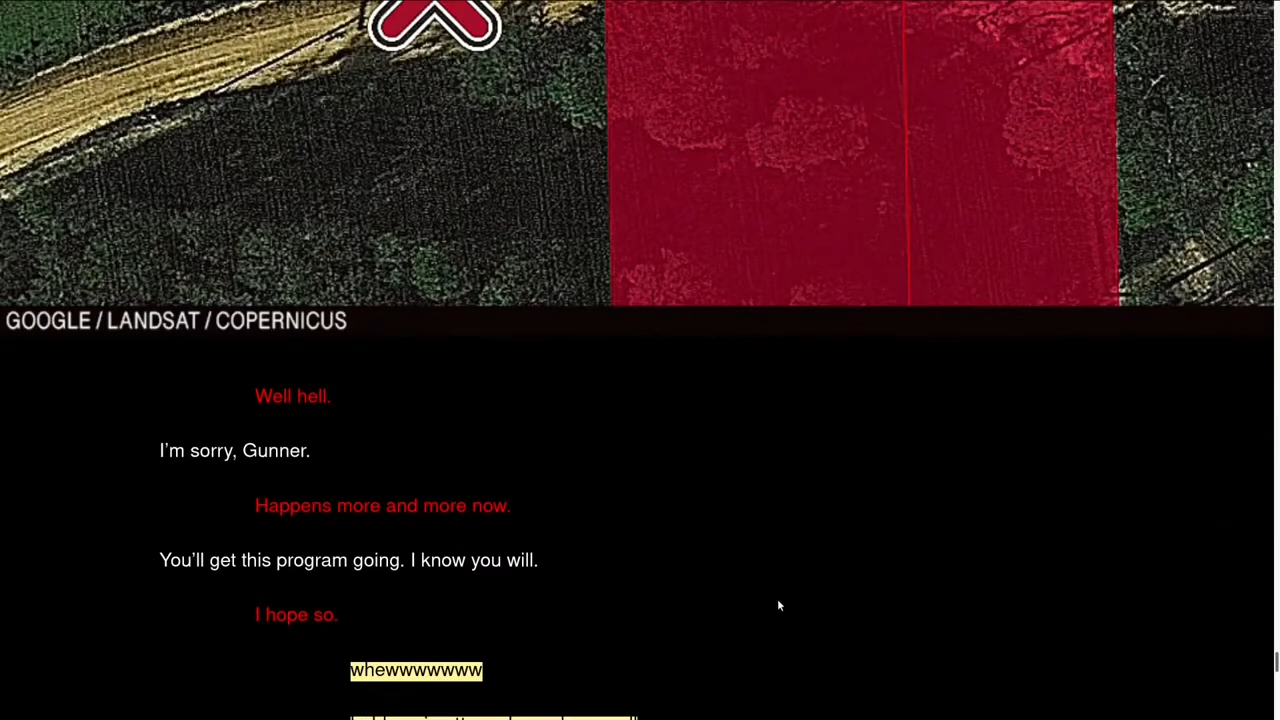 GOOGLE / LANDSAT / COPERNICUS
Well hell.
I'm sorry, Gunner.
Happens more and more now.
You'll get this program going. I know you will.
I hope so.
whewwwwwwww